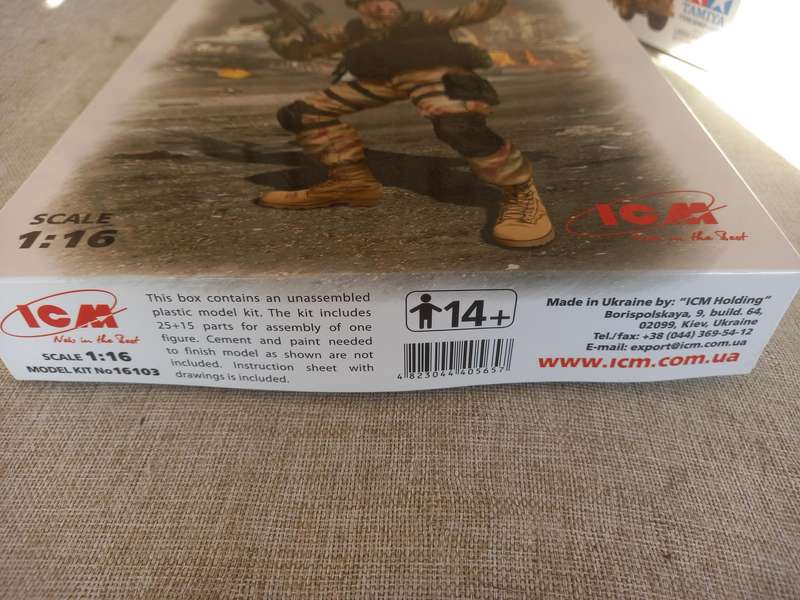 TAMIYA
SCALE
1:16
ICM
New in the Best
ICM
New in the Best
SCALE 1:16
MODEL KIT No 16103
This box contains an unassembled
plastic model kit. The kit includes
25+15 parts for assembly of one
figure. Cement and paint needed
to finish model as shown are not
included. Instruction sheet with
drawings is included.
14+
4 823044 405657
Made in Ukraine by: "ICM Holding"
Borispolskaya, 9, build. 64,
02099, Kiev, Ukraine
Tel./fax: +38 (044) 369-54-12
E-mail: export@icm.com.ua
www.icm.com.ua